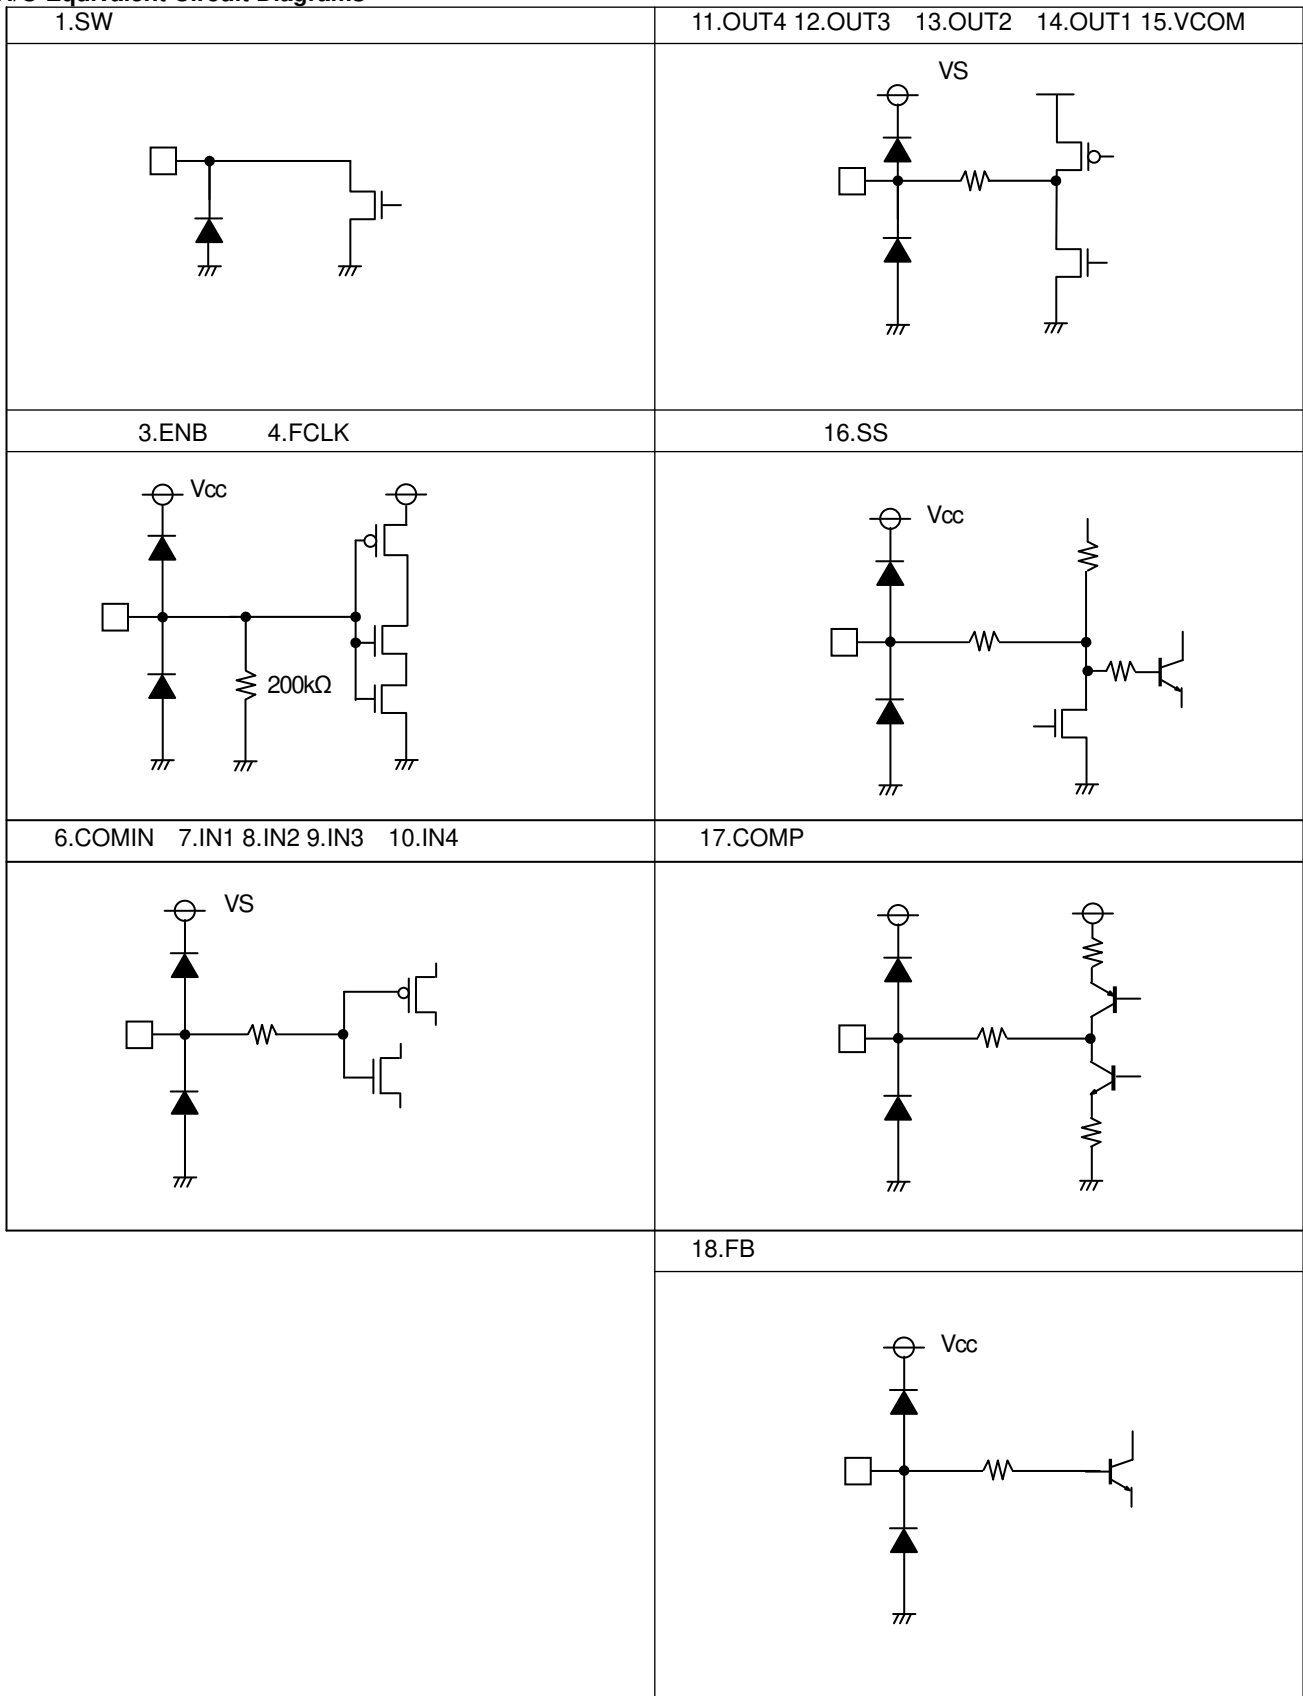 1.SW
11.OUT4 12.OUT3 13.OUT2 14.OUT1 15.VCOM
VS
3.ENB 4.FCLK
16.SS
Vcc
200kΩ
Vcc
6.COMIN 7.IN1 8.IN2 9.IN3 10.IN4
17.COMP
VS
18.FB
Vcc